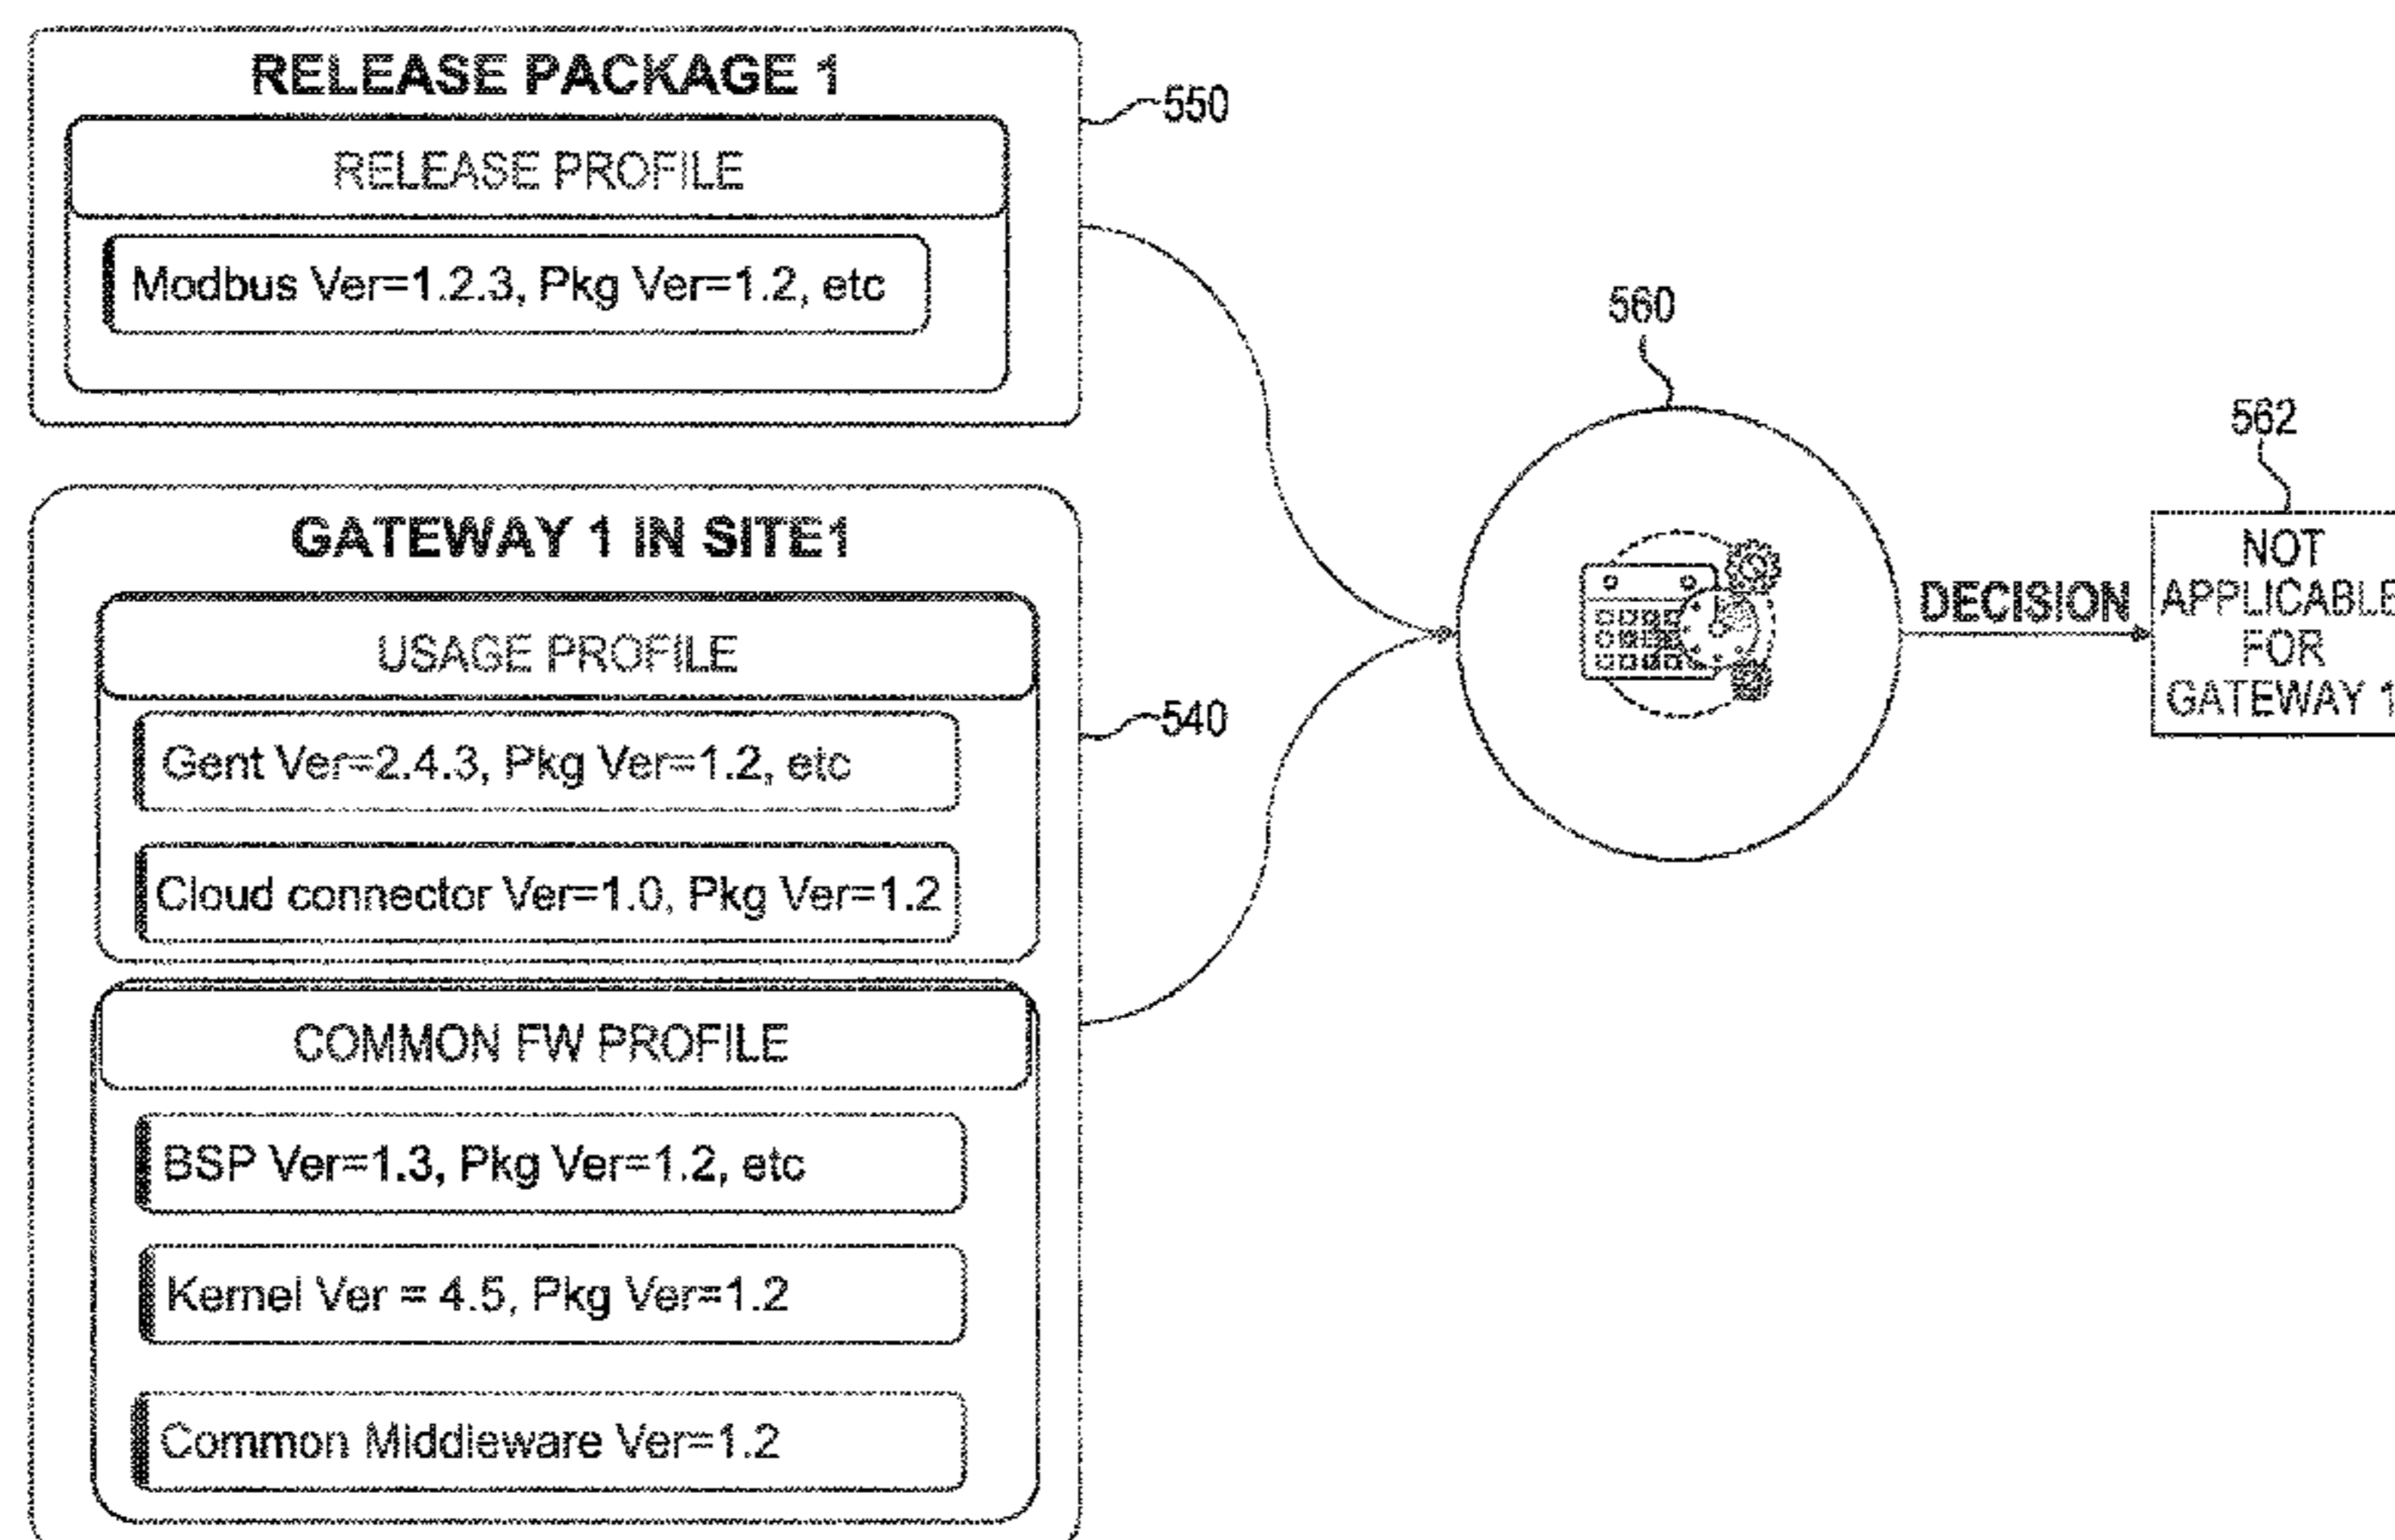 RELEASE PACKAGE 1
550
RELEASE PROFILE
Modbus Ver=1.2.3, Pkg Ver=1.2, etc
GATEWAY 1 IN SITE1
USAGE PROFILE
540
Gent Ver=2.4.3, Pkg Ver=1.2, etc
Cloud connector Ver=1.0, Pkg Ver=1.2
COMMON FW PROFILE
BSP Ver=1.3, Pkg Ver=1.2, etc
Kernel Ver = 4.5, Pkg Ver=1.2
Common Middleware Ver=1.2
560
DECISION
562
NOT
APPLICABLE
FOR
GATEWAY 1